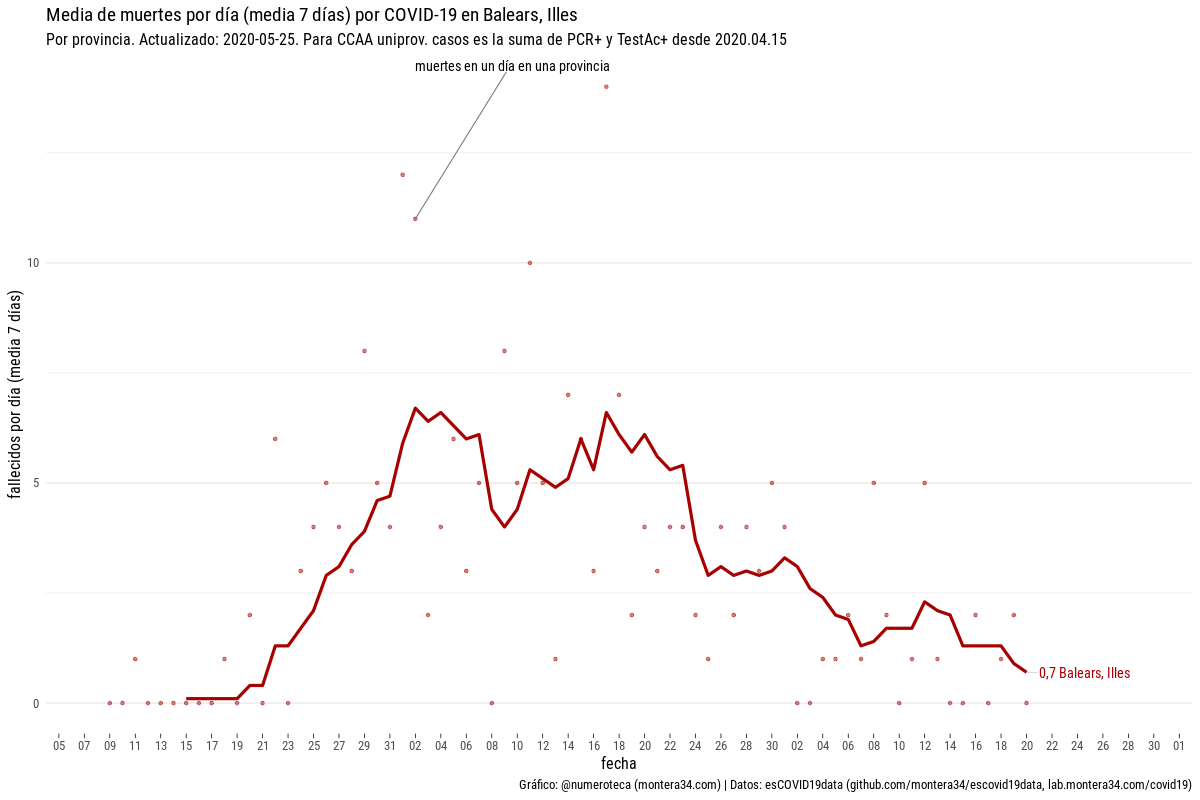 Media de muertes por día (media 7 días) por COVID-19 en Balears, Illes
Por provincia. Actualizado: 2020-05-25. Para CCAA uniprov. casos es la suma de PCR+ y TestAc+ desde 2020.04.15
muertes en un día en una provincia
fallecidos por día (media 7 días)
10
5
0
0,7 Balears, Illes
05 07 09 11 13 15 17 19 21 23 25 27 29 31 02 04 06 08 10 12 14 16 18 20 22 24 26 28 30 02 04 06 08 10 12 14 16 18 20 22 24 26 28 30 01
fecha
Gráfico: @numeroteca (montera34.com) | Datos: esCOVID19data (github.com/montera34/escovid19data, lab.montera34.com/covid19)